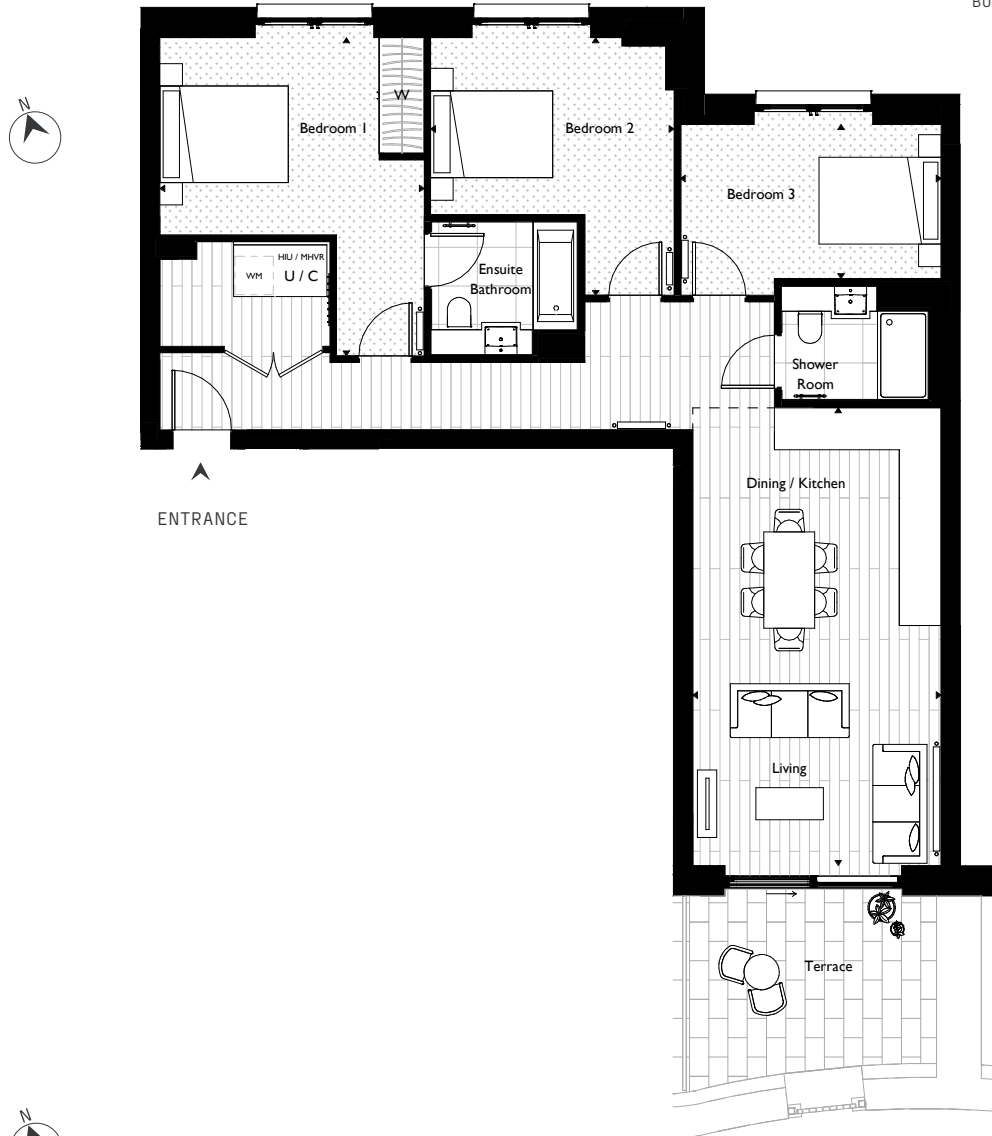 BU
N
W
Bedroom 1
Bedroom 2
Bedroom 3
HIU / MHVR
WM
U / C
Ensuite
Bathroom
Shower
Room
Dining / Kitchen
ENTRANCE
Living
Terrace
N